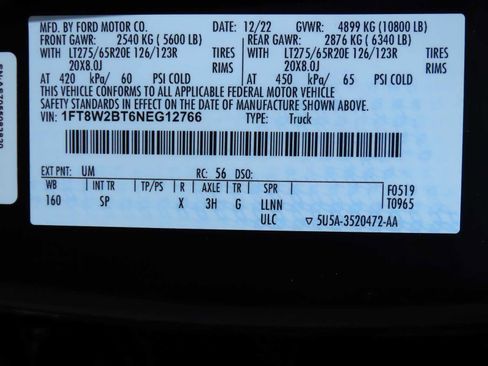 MFD. BY FORD MOTOR CO. 12/22 GVWR: 4899 KG (10800 LB)
FRONT GAWR: 2540 KG ( 5600 LB) REAR GAWR: 2876 KG ( 6340 LB)
WITH LT275/65R20E 126/123R TIRES WITH LT275/65R20E 126/123R TIRES
20X8.0J RIMS 20X8.0J RIMS
AT 420 kPa/ 60 PSI COLD AT 450 kPa/ 65 PSI COLD
THIS VEHICLE CONFORMS TO ALL APPLICABLE FEDERAL MOTOR VEHICLE
SAFETY STANDARDS IN EFFECT ON THE DATE OF MANUFACTURE SHOWN ABOVE.
VIN: 1FT8W2BT6NEG12766 TYPE: Truck
EXT PNT: UM RC: 56 DSO:
WB INT TR TP/PS R AXLE TR SPR F0519
160 SP X 3H G LLNN T0965
ULC ▽ 5U5A-3520472-AA